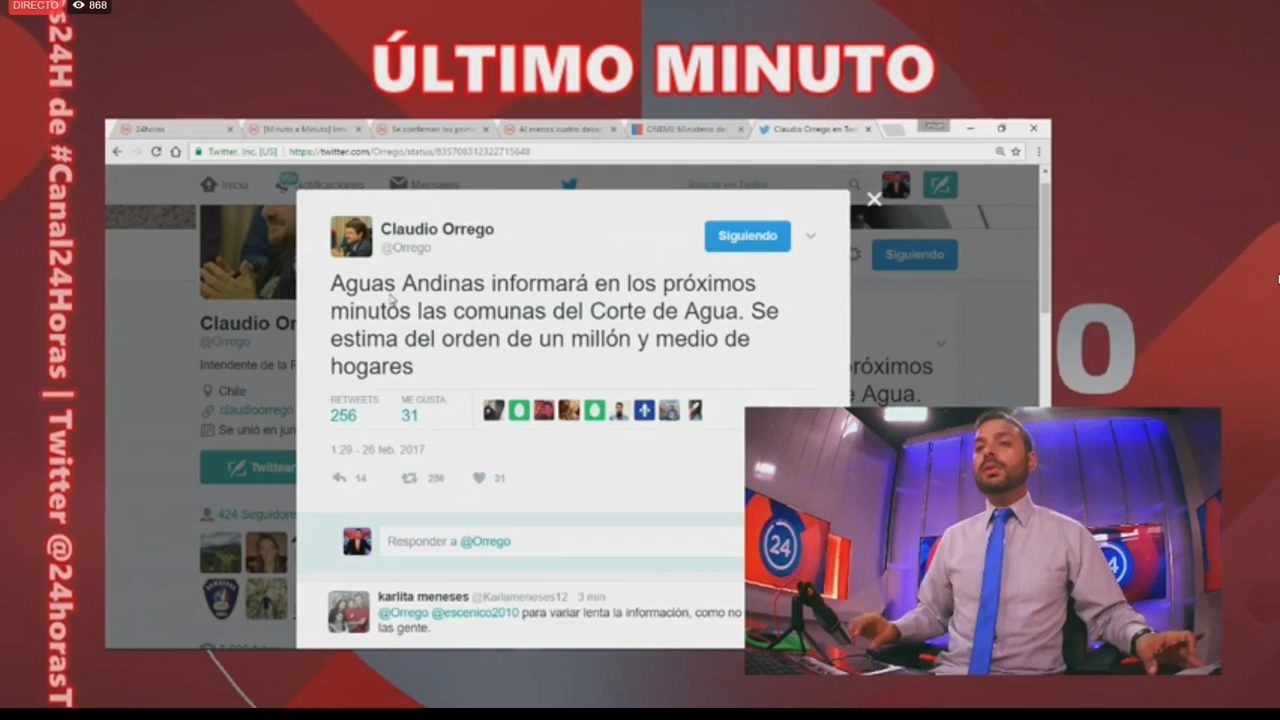 DIRECTO 868
ÚLTIMO MINUTO
s24H de #Canal24Horas | Twitter @24horasT
24horas
[Minuto a Minuto]
Se confirman los
Al menos cuatro
ONEMI Ministerio de
Claudio Orrego en Twi
Twitter, Inc. [US] https://twitter.com/Orrego/status/835708312322715648
Inicio
Notificaciones
Mensajes
Buscar en Twitter
Claudio Orrego
@Orrego
Siguiendo
Siguiendo
Aguas Andinas informará en los próximos
minutos las comunas del Corte de Agua. Se
estima del orden de un millón y medio de
hogares
RETWEETS ME GUSTA
256 31
1:29 - 26 feb. 2017
14 256 31
Responder a @Orrego
karlita meneses @Karlameneses12 · 3 min
@Orrego @escenico2010 para variar lenta la información, como no
las gente.
Claudio Or
@Orrego
Intendente de la R
Chile
claudioorrego.
Se unió en jun
Twittear
424 Seguidore
próximos
e Agua.
O
24
24